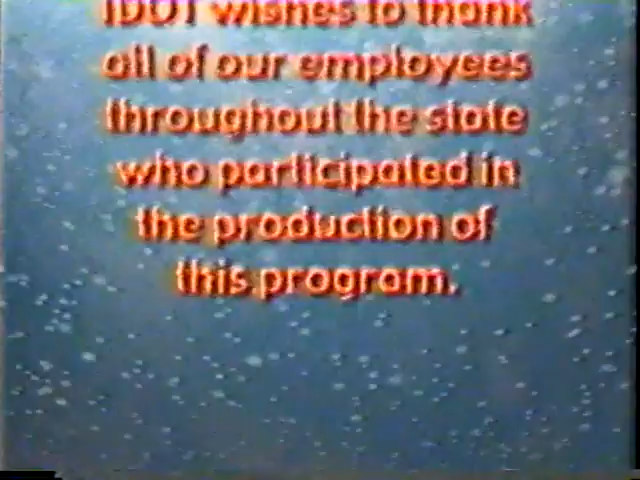 IDOT wishes to thank
all of our employees
throughout the state
who participated in
the production of
this program.